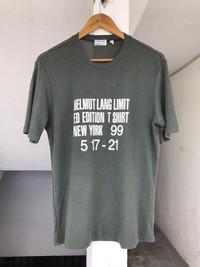 HELMUT LANG LIMIT
ED EDITION T SHIRT
NEW YORK 99
5 17 - 21